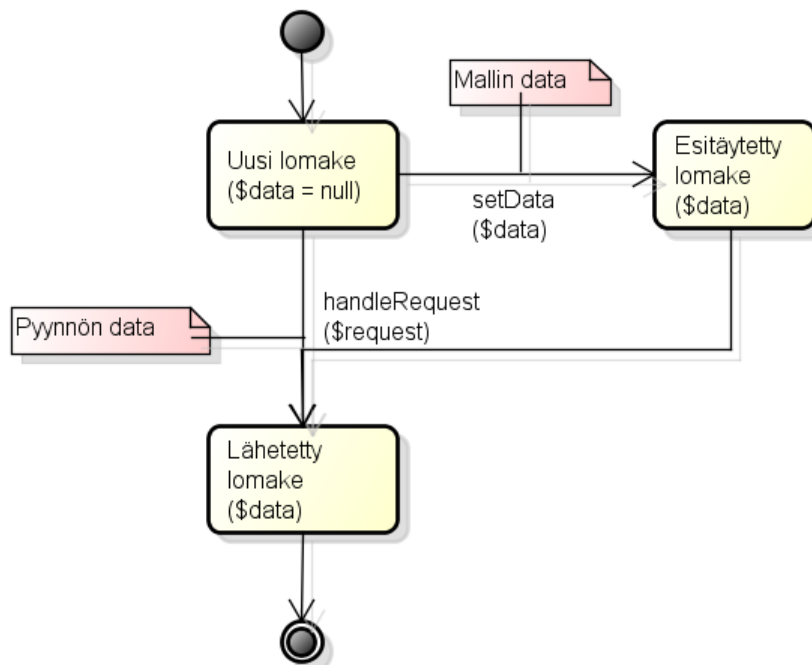 Mallin data
Uusi lomake
($data = null)
Esitäytetty
lomake
($data)
setData
($data)
Pyynnön data
handleRequest
($request)
Lähetetty
lomake
($data)